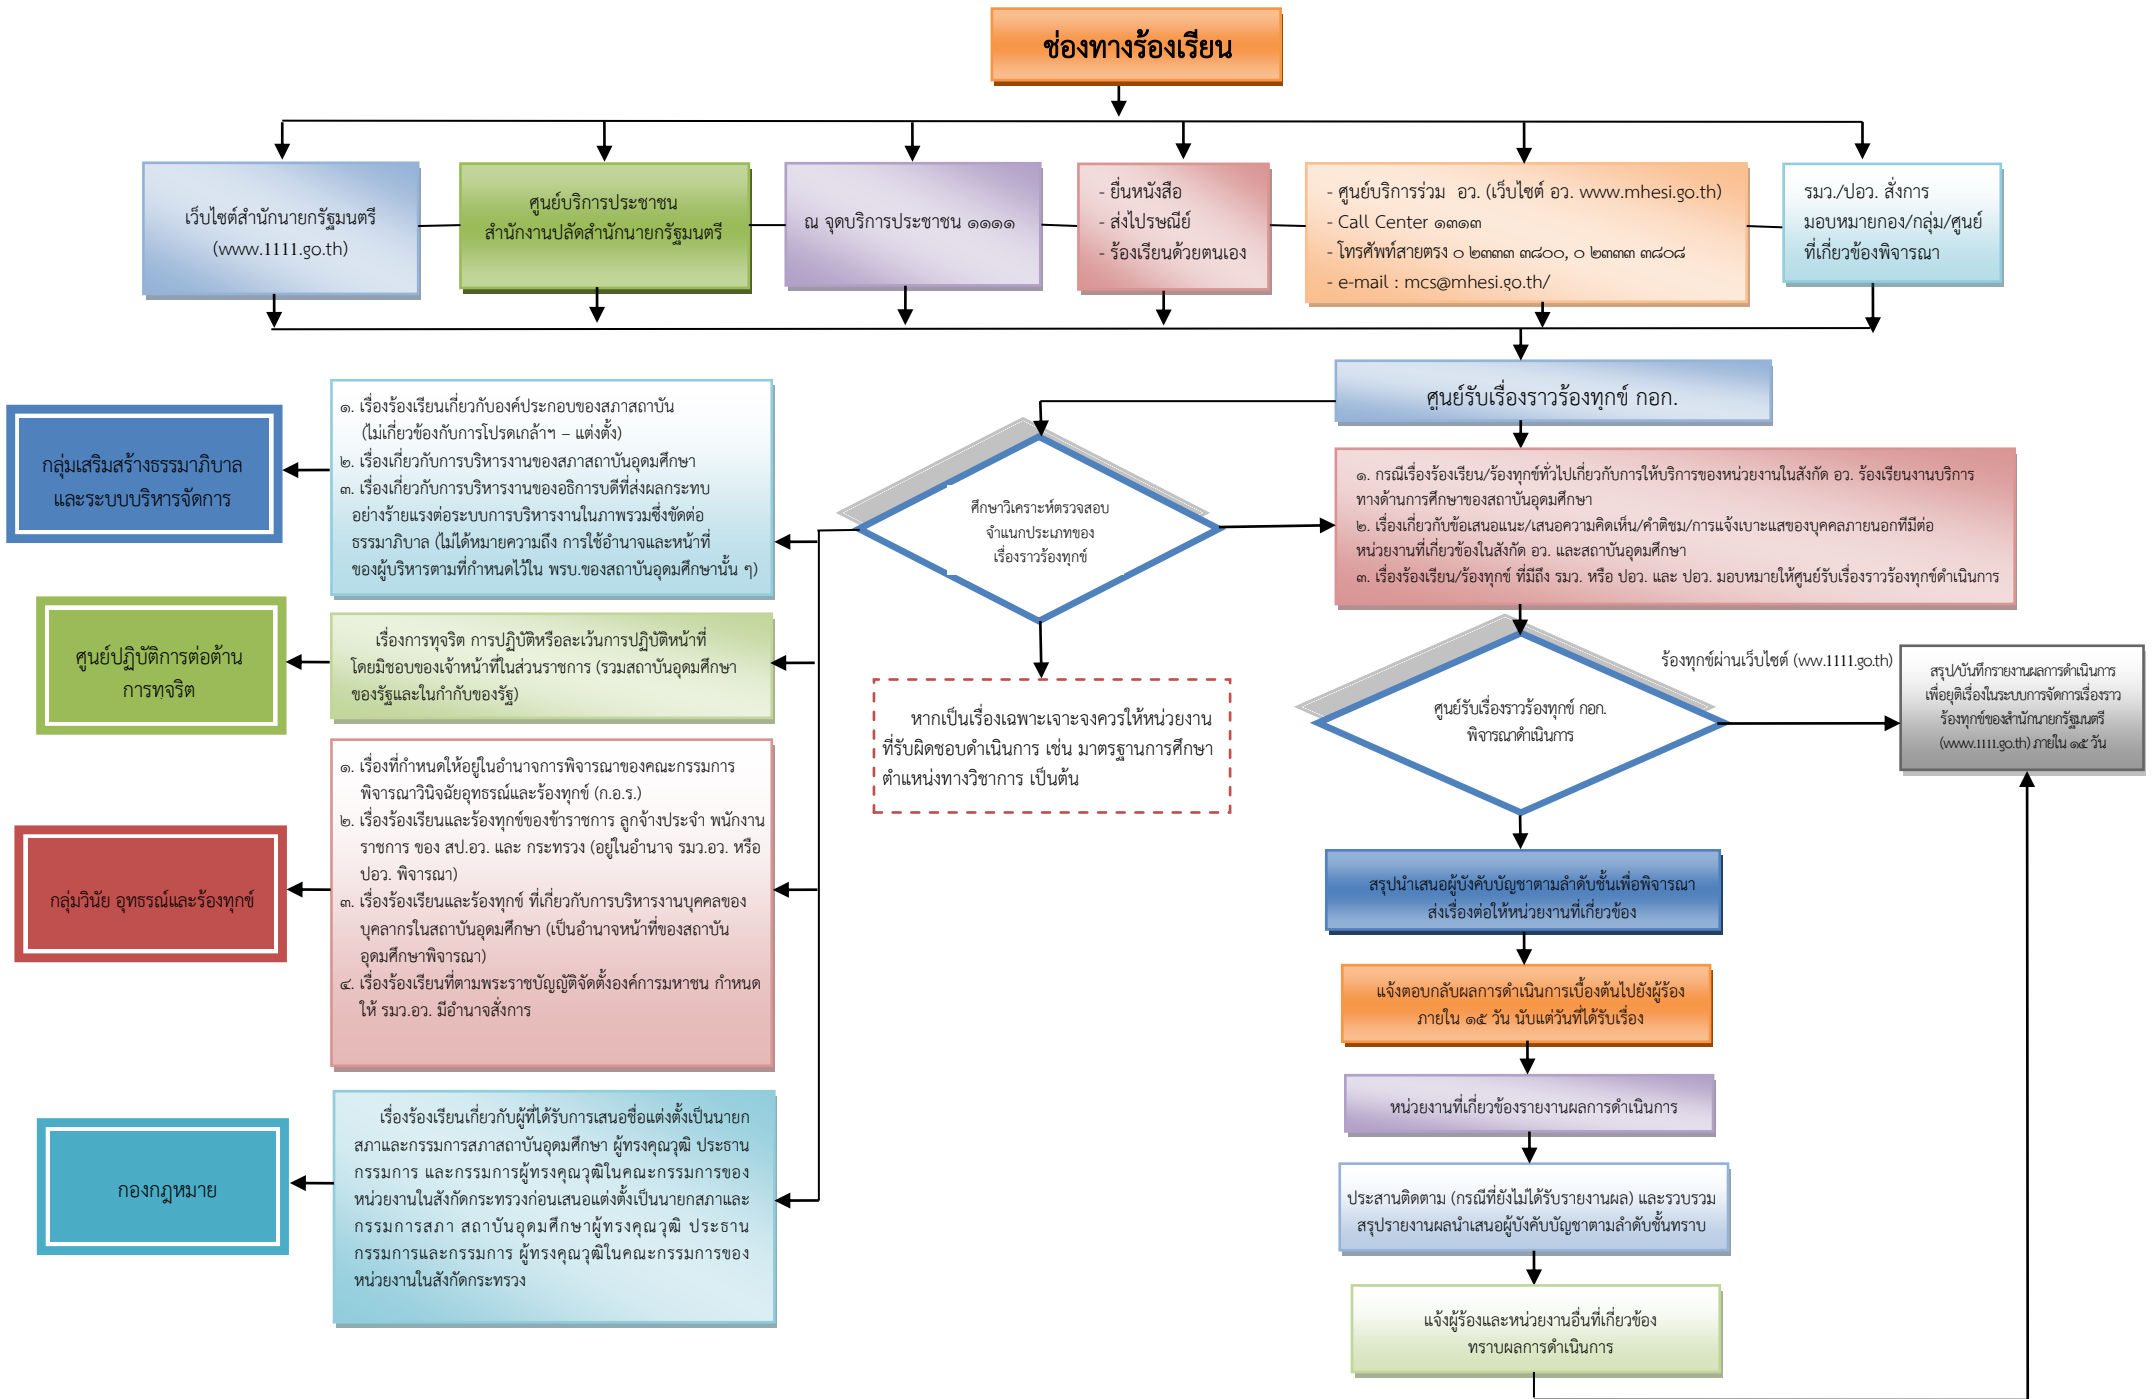 ช่องทางร้องเรียน
เว็บไซต์สำนักนายกรัฐมนตรี
(www.1111.go.th)
ศูนย์บริการประชาชน
สำนักงานปลัดสำนักนายกรัฐมนตรี
ณ จุดบริการประชาชน ๑๑๑๑
- ยื่นหนังสือ
- ส่งไปรษณีย์
- ร้องเรียนด้วยตนเอง
- ศูนย์บริการร่วม อว. (เว็บไซต์ อว. www.mhesi.go.th)
- Call Center ๑๓๑๓
- โทรศัพท์สายตรง ๐ ๒๓๓๓ ๓๘๐๐, ๐ ๒๓๓๓ ๓๘๐๘
- e-mail : mcs@mhesi.go.th/
รมว./ปอว. สั่งการ
มอบหมายกอง/กลุ่ม/ศูนย์
ที่เกี่ยวข้องพิจารณา
ศูนย์รับเรื่องราวร้องทุกข์ กอก.
กลุ่มเสริมสร้างธรรมาภิบาล
และระบบบริหารจัดการ
๑. เรื่องร้องเรียนเกี่ยวกับองค์ประกอบของสภาสถาบัน
(ไม่เกี่ยวข้องกับการโปรดเกล้าฯ – แต่งตั้ง)
๒. เรื่องเกี่ยวกับการบริหารงานของสภาสถาบันอุดมศึกษา
๓. เรื่องเกี่ยวกับการบริหารงานของอธิการบดีที่ส่งผลกระทบ
อย่างร้ายแรงต่อระบบการบริหารงานในภาพรวมซึ่งขัดต่อ
ธรรมาภิบาล (ไม่ได้หมายความถึง การใช้อำนาจและหน้าที่
ของผู้บริหารตามที่กำหนดไว้ใน พรบ.ของสถาบันอุดมศึกษานั้น ๆ)
ศึกษาวิเคราะห์ตรวจสอบ
จำแนกประเภทของ
เรื่องราวร้องทุกข์
๑. กรณีเรื่องร้องเรียน/ร้องทุกข์ทั่วไปเกี่ยวกับการให้บริการของหน่วยงานในสังกัด อว. ร้องเรียนงานบริการ
ทางด้านการศึกษาของสถาบันอุดมศึกษา
๒. เรื่องเกี่ยวกับข้อเสนอแนะ/เสนอความคิดเห็น/คำติชม/การแจ้งเบาะแสของบุคคลภายนอกที่มีต่อ
หน่วยงานที่เกี่ยวข้องในสังกัด อว. และสถาบันอุดมศึกษา
๓. เรื่องร้องเรียน/ร้องทุกข์ ที่มีถึง รมว. หรือ ปอว. และ ปอว. มอบหมายให้ศูนย์รับเรื่องราวร้องทุกข์ดำเนินการ
ศูนย์ปฏิบัติการต่อต้าน
การทุจริต
เรื่องการทุจริต การปฏิบัติหรือละเว้นการปฏิบัติหน้าที่
โดยมิชอบของเจ้าหน้าที่ในส่วนราชการ (รวมสถาบันอุดมศึกษา
ของรัฐและในกำกับของรัฐ)
หากเป็นเรื่องเฉพาะเจาะจงควรให้หน่วยงาน
ที่รับผิดชอบดำเนินการ เช่น มาตรฐานการศึกษา
ตำแหน่งทางวิชาการ เป็นต้น
ศูนย์รับเรื่องราวร้องทุกข์ กอก.
พิจารณาดำเนินการ
ร้องทุกข์ผ่านเว็บไซต์ (ww.1111.go.th)
สรุป/บันทึกรายงานผลการดำเนินการ
เพื่อยุติเรื่องในระบบการจัดการเรื่องราว
ร้องทุกข์ของสำนักนายกรัฐมนตรี
(www.1111.go.th) ภายใน ๑๕ วัน
กลุ่มวินัย อุทธรณ์และร้องทุกข์
๑. เรื่องที่กำหนดให้อยู่ในอำนาจการพิจารณาของคณะกรรมการ
พิจารณาวินิจฉัยอุทธรณ์และร้องทุกข์ (ก.อ.ร.)
๒. เรื่องร้องเรียนและร้องทุกข์ของข้าราชการ ลูกจ้างประจำ พนักงาน
ราชการ ของ สป.อว. และ กระทรวง (อยู่ในอำนาจ รมว.อว. หรือ
ปอว. พิจารณา)
๓. เรื่องร้องเรียนและร้องทุกข์ ที่เกี่ยวกับการบริหารงานบุคคลของ
บุคลากรในสถาบันอุดมศึกษา (เป็นอำนาจหน้าที่ของสถาบัน
อุดมศึกษาพิจารณา)
๔. เรื่องร้องเรียนที่ตามพระราชบัญญัติจัดตั้งองค์การมหาชน กำหนด
ให้ รมว.อว. มีอำนาจสั่งการ
สรุปนำเสนอผู้บังคับบัญชาตามลำดับชั้นเพื่อพิจารณา
ส่งเรื่องต่อให้หน่วยงานที่เกี่ยวข้อง
แจ้งตอบกลับผลการดำเนินการเบื้องต้นไปยังผู้ร้อง
ภายใน ๑๕ วัน นับแต่วันที่ได้รับเรื่อง
หน่วยงานที่เกี่ยวข้องรายงานผลการดำเนินการ
ประสานติดตาม (กรณีที่ยังไม่ได้รับรายงานผล) และรวบรวม
สรุปรายงานผลนำเสนอผู้บังคับบัญชาตามลำดับชั้นทราบ
แจ้งผู้ร้องและหน่วยงานอื่นที่เกี่ยวข้อง
ทราบผลการดำเนินการ
กองกฎหมาย
เรื่องร้องเรียนเกี่ยวกับผู้ที่ได้รับการเสนอชื่อแต่งตั้งเป็นนายก
สภาและกรรมการสภาสถาบันอุดมศึกษา ผู้ทรงคุณวุฒิ ประธาน
กรรมการ และกรรมการผู้ทรงคุณวุฒิในคณะกรรมการของ
หน่วยงานในสังกัดกระทรวงก่อนเสนอแต่งตั้งเป็นนายกสภาและ
กรรมการสภา สถาบันอุดมศึกษาผู้ทรงคุณวุฒิ ประธาน
กรรมการและกรรมการ ผู้ทรงคุณวุฒิในคณะกรรมการของ
หน่วยงานในสังกัดกระทรวง